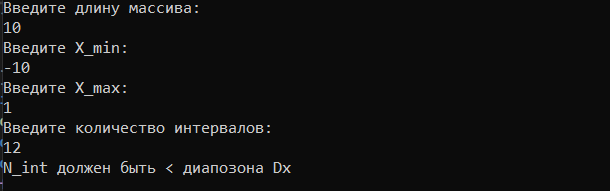 Введите длину массива:
10
Введите X_min:
-10
Введите X_max:
1
Введите количество интервалов:
12
N_int должен быть < диапозона Dx